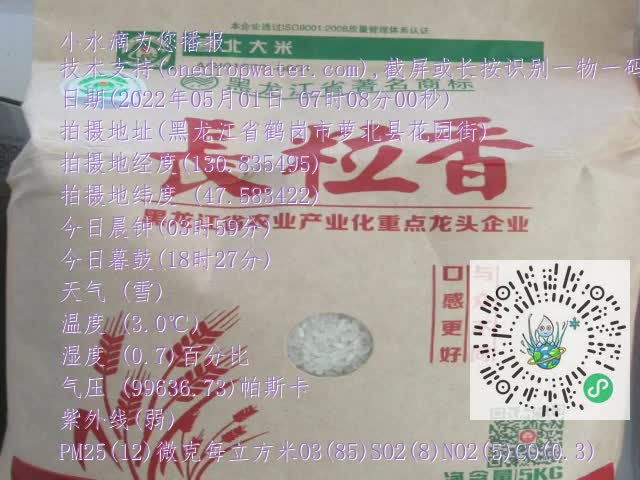 本企业通过ISO9001:2008质量管理体系认证
小水滴为您播报
北大米
技术支持(onedropwater.com),截屏或长按识别一物一码
黑龙江省著名商标
日期(2022年05月01日 07时08分00秒)
拍摄地址(黑龙江省鹤岗市萝北县花园街)
长粒香
拍摄地经度(130.835495)
拍摄地纬度 (47.583422)
黑龙江省农业产业化重点龙头企业
今日晨钟(03时59分)
今日暮鼓(18时27分)
天气 (雪)
口感更好
温度 (3.0℃)
湿度 (0.7)百分比
气压 (99636.73)帕斯卡
紫外线(弱)
PM25(12)微克每立方米O3(85)SO2(8)NO2(5)CO(0.3)
净含量 5KG